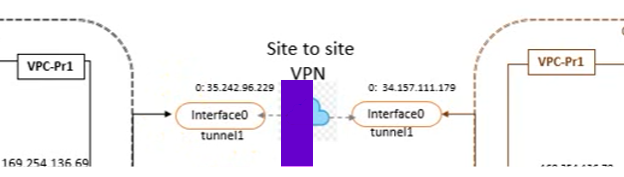 Site to site
VPN
VPC-Pr1
VPC-Pr1
0: 35.242.96.229
0: 34.157.111.179
Interface0
Interface0
tunnel1
tunnel1
169.254.136.69